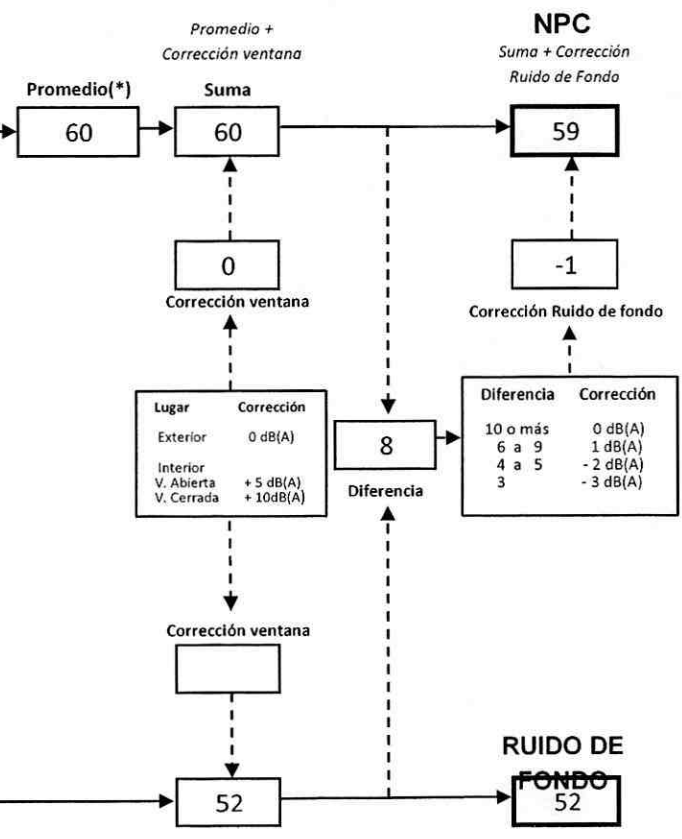 Promedio +
Corrección ventana
NPC
Suma + Corrección
Ruido de Fondo
Promedio(*)
Suma
60
60
59
0
-1
Corrección ventana
Corrección Ruido de fondo
Lugar Corrección
Exterior 0 dB(A)
Interior
V. Abierta + 5 dB(A)
V. Cerrada + 10dB(A)
8
Diferencia
Diferencia Corrección
10 o más 0 dB(A)
6 a 9 1 dB(A)
4 a 5 - 2 dB(A)
3 - 3 dB(A)
Corrección ventana
RUIDO DE
FONDO
52
52